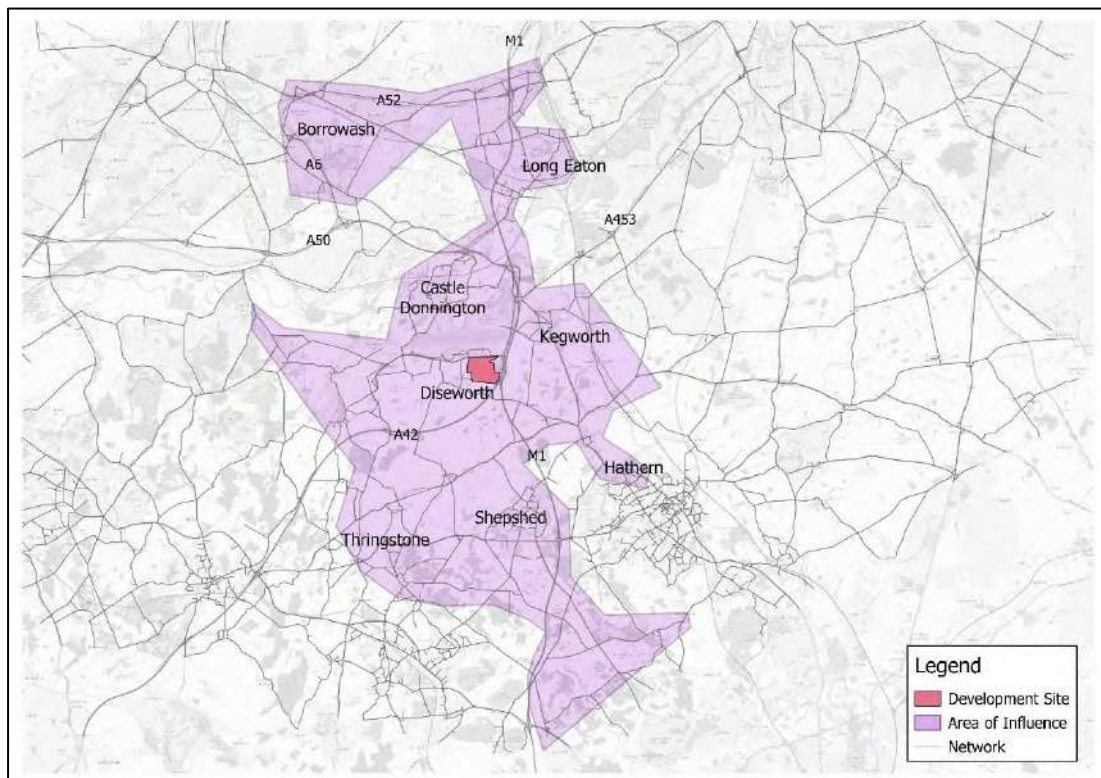 M1
A52
Borrowash
A6
Long Eaton
A453
A50
Castle
Donnington
Kegworth
Diseworth
A42
M1
Hathern
Shepshed
Thringstone
Legend
Development Site
Area of Influence
Network